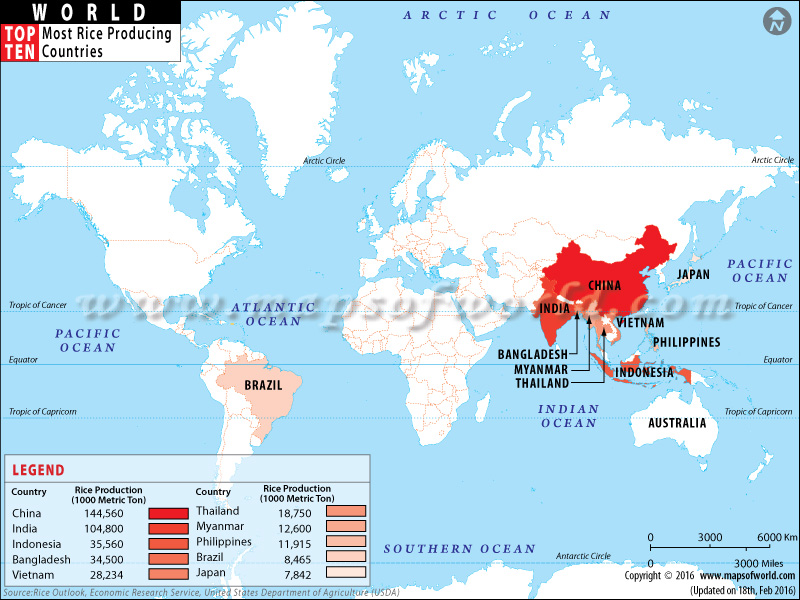 WORLD
TOP TEN Most Rice Producing Countries
ARCTIC OCEAN
N
Arctic Circle
Arctic Circle
PACIFIC OCEAN
JAPAN
CHINA
Tropic of Cancer
Tropic of Cancer
www.mapsofworld.com
ATLANTIC OCEAN
INDIA
VIETNAM
PACIFIC OCEAN
PHILIPPINES
BANGLADESH
MYANMAR
THAILAND
Equator
Equator
INDONESIA
BRAZIL
Tropic of Capricorn
Tropic of Capricorn
INDIAN OCEAN
AUSTRALIA
LEGEND
Country Rice Production (1000 Metric Ton) Country Rice Production (1000 Metric Ton)
China 144,560 Thailand 18,750
India 104,800 Myanmar 12,600
Indonesia 35,560 Philippines 11,915
Bangladesh 34,500 Brazil 8,465
Vietnam 28,234 Japan 7,842
SOUTHERN OCEAN
Antarctic Circle
0 3000 6000 Km
0 3000 Miles
Copyright © 2016 www.mapsofworld.com
(Updated on 18th, Feb 2016)
Source:Rice Outlook, Economic Research Service, United States Department of Agriculture (USDA)